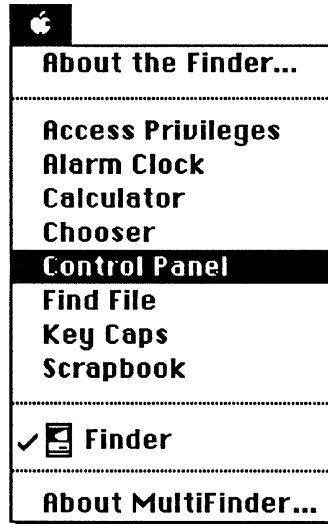 About the Finder...
Access Privileges
Alarm Clock
Calculator
Chooser
Control Panel
Find File
Key Caps
Scrapbook
Finder
About MultiFinder...